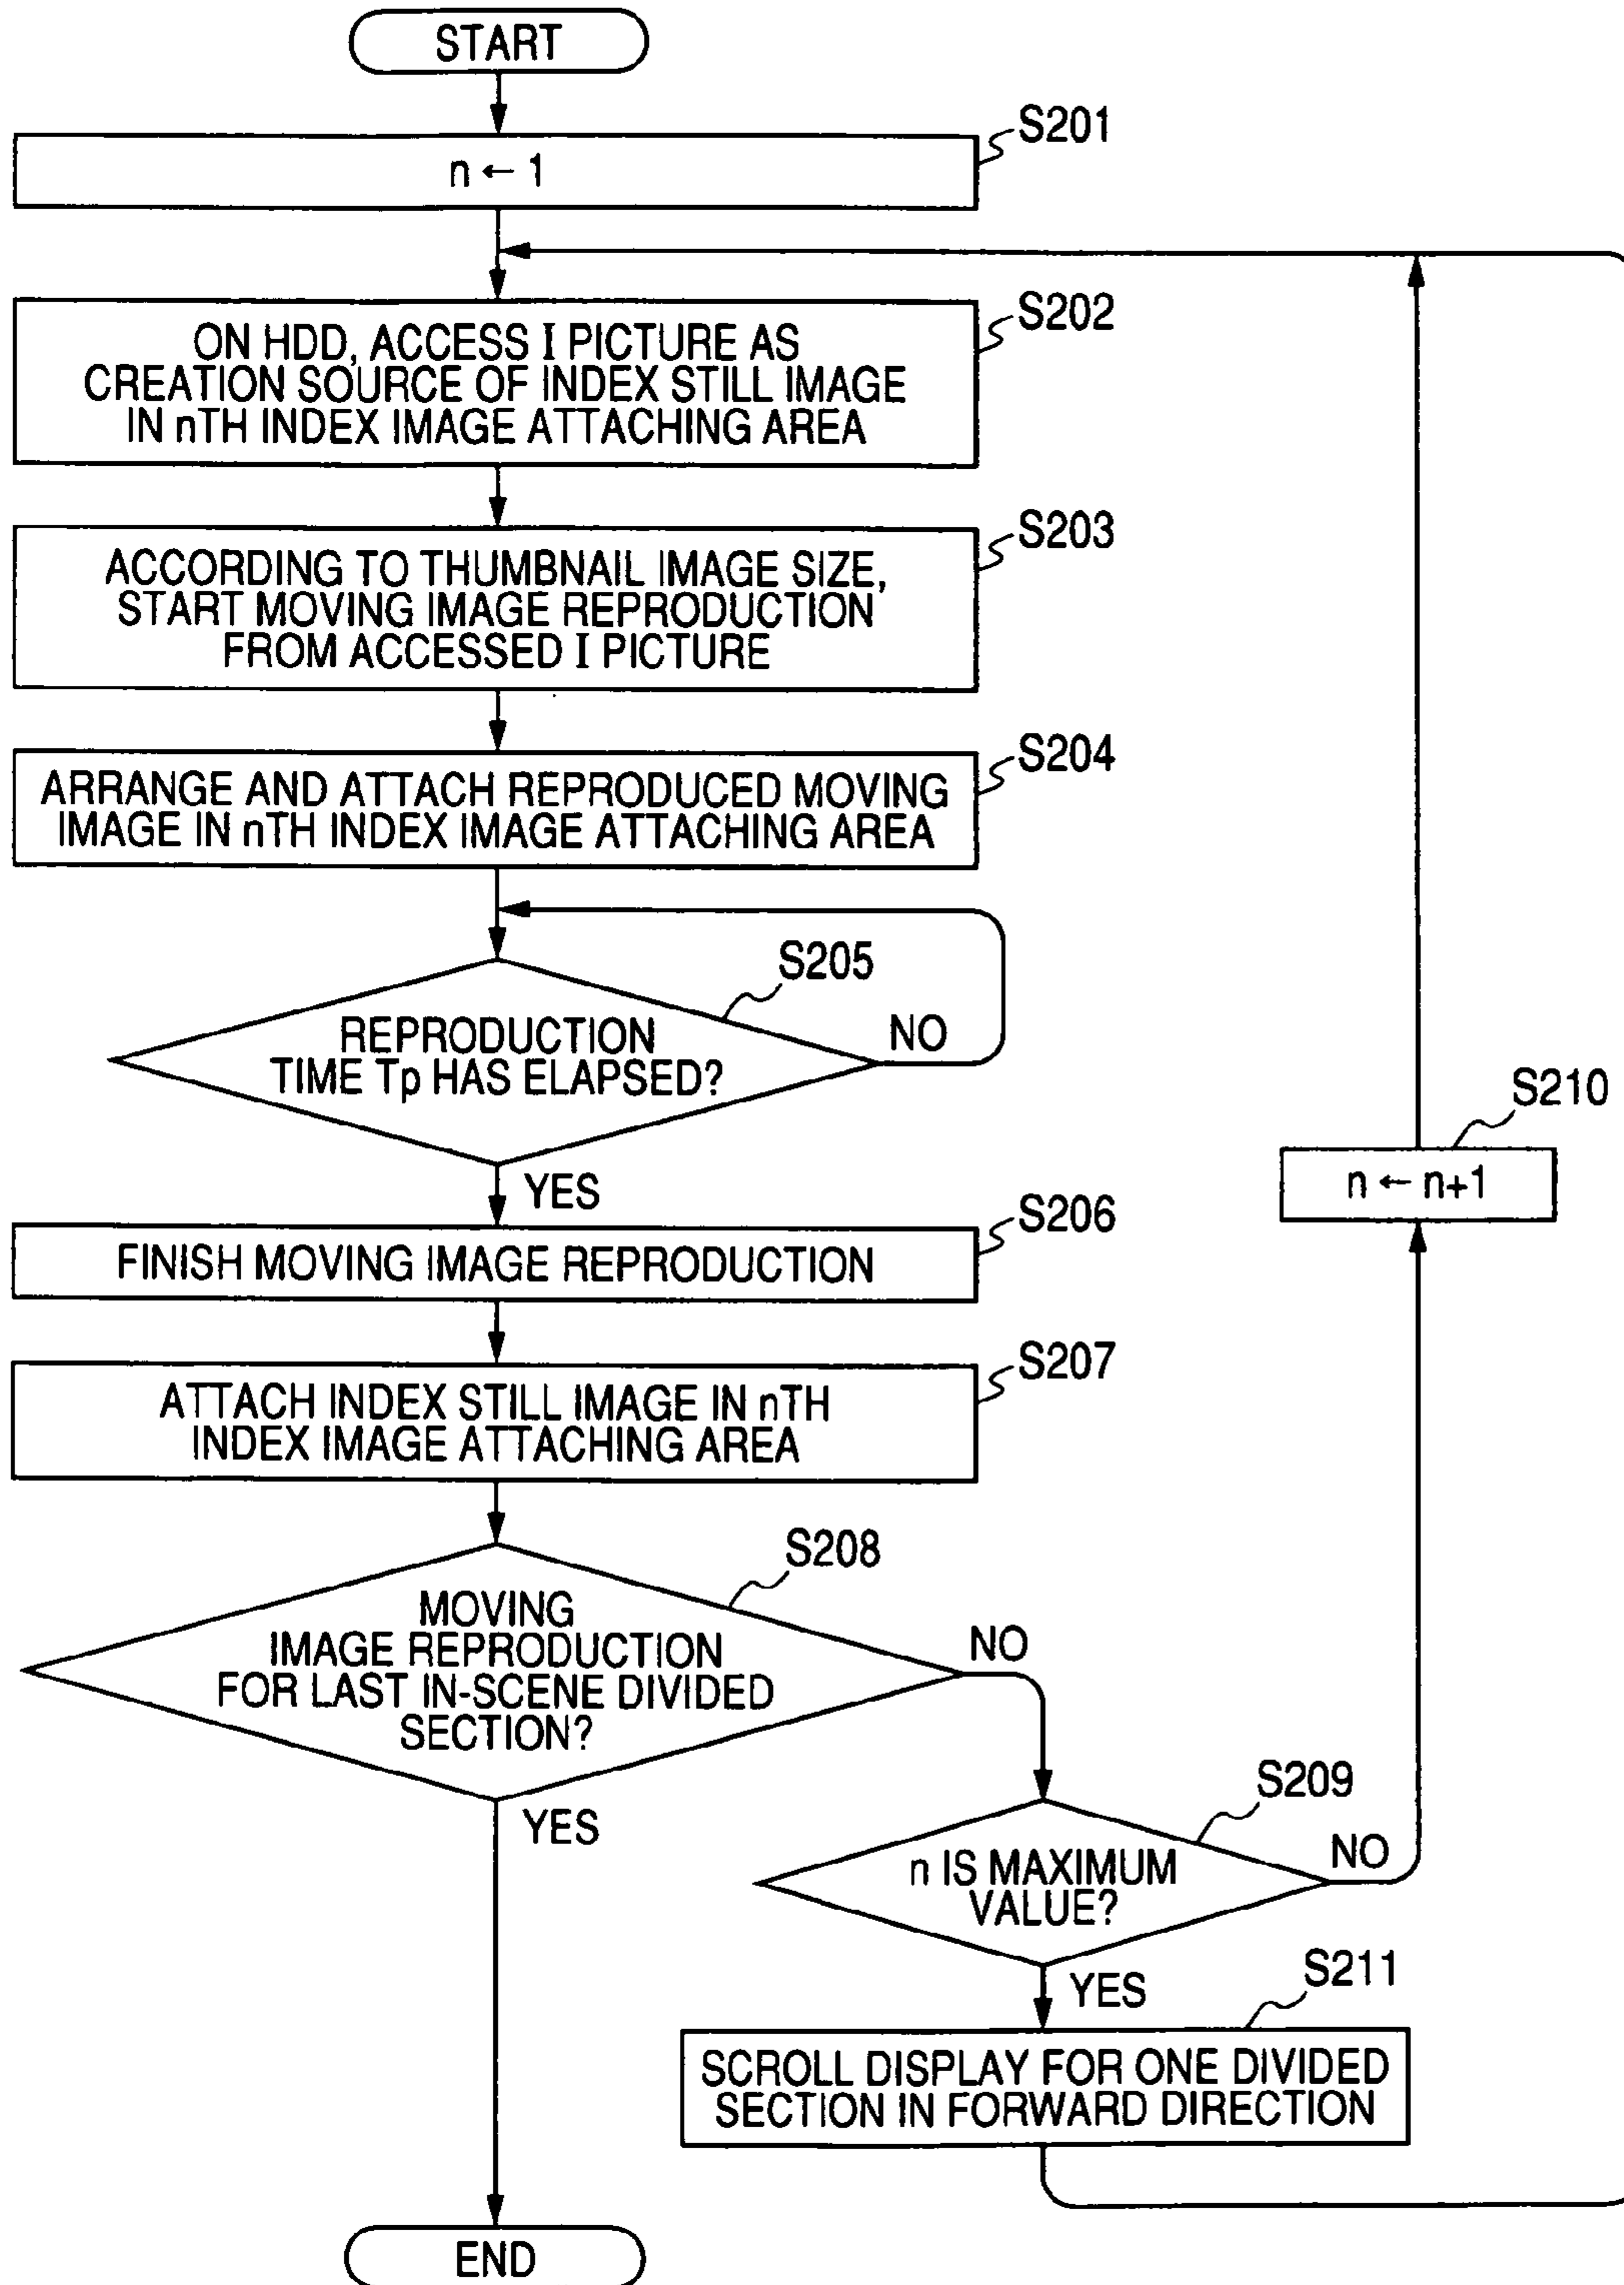 START
S201
n ← 1
S202
ON HDD, ACCESS I PICTURE AS
CREATION SOURCE OF INDEX STILL IMAGE
IN nTH INDEX IMAGE ATTACHING AREA
S203
ACCORDING TO THUMBNAIL IMAGE SIZE,
START MOVING IMAGE REPRODUCTION
FROM ACCESSED I PICTURE
S204
ARRANGE AND ATTACH REPRODUCED MOVING
IMAGE IN nTH INDEX IMAGE ATTACHING AREA
S205
REPRODUCTION
TIME Tp HAS ELAPSED?
NO
YES
S206
FINISH MOVING IMAGE REPRODUCTION
S207
ATTACH INDEX STILL IMAGE IN nTH
INDEX IMAGE ATTACHING AREA
S208
MOVING
IMAGE REPRODUCTION
FOR LAST IN-SCENE DIVIDED
SECTION?
NO
YES
S209
n IS MAXIMUM
VALUE?
NO
YES
S210
n ← n+1
S211
SCROLL DISPLAY FOR ONE DIVIDED
SECTION IN FORWARD DIRECTION
END